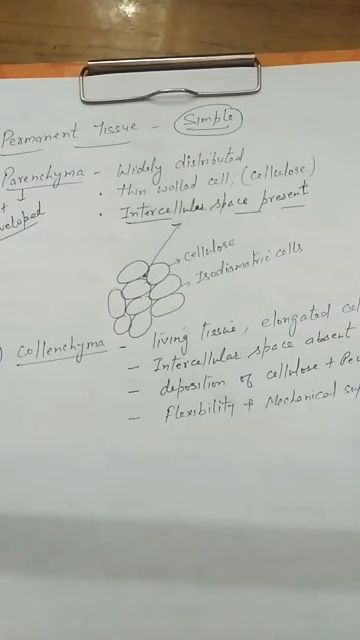 Permanent Tissue - Simple
Parenchyma - Widely distributed
· Thin walled cell, (cellulose)
· Intercellular space present
cellulose
Isodiametric cells
Collenchyma - living tissue, elongated
- Intercellular space absent
- deposition of cellulose +
- Flexibility & Mechanical